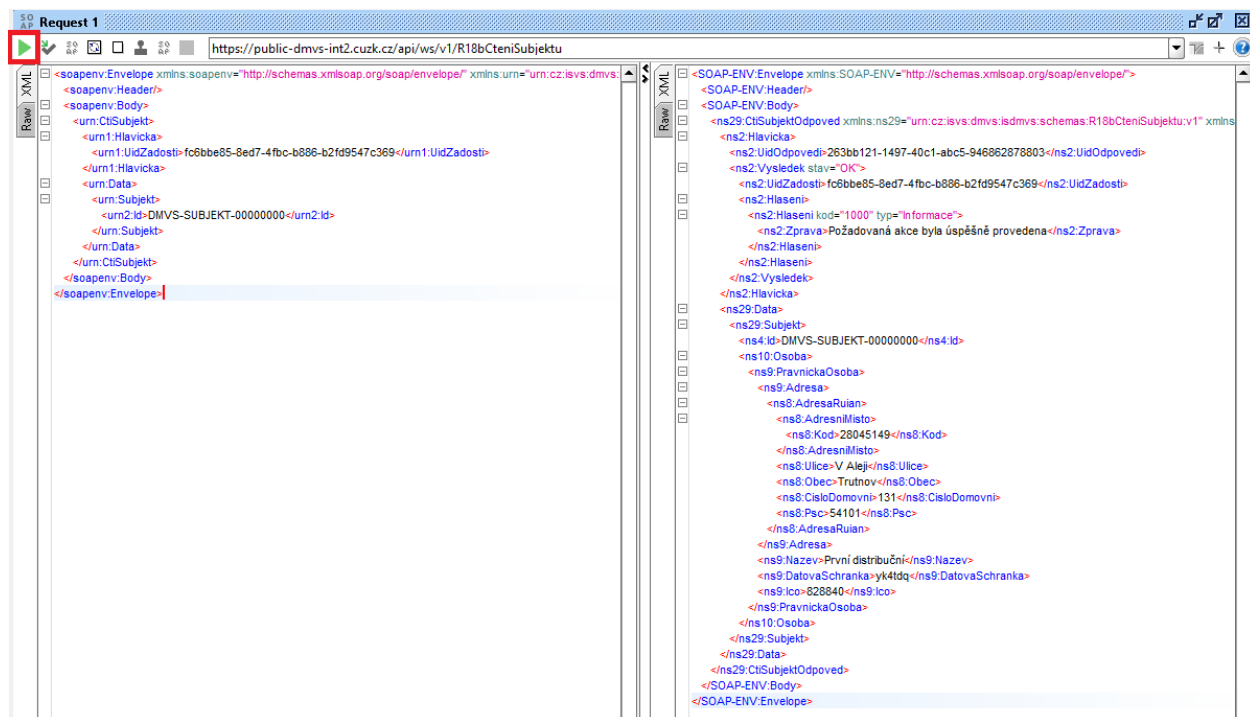 SO AP Request 1
https://public-dmvs-int2.cuzk.cz/api/ws/v1/R18bCteniSubjektu
XML
Raw
<soapenv:Envelope xmlns:soapenv="http://schemas.xmlsoap.org/soap/envelope/" xmlns:urn="urn:cz:isvs:dmvs:
<soapenv:Header/>
<soapenv:Body>
<urn:CtiSubjekt>
<urn1:Hlavicka>
<urn1:UidZadosti>fc6bbe85-8ed7-4fbc-b886-b2fd9547c369</urn1:UidZadosti>
</urn1:Hlavicka>
<urn:Data>
<urn:Subjekt>
<urn2:Id>DMVS-SUBJEKT-00000000</urn2:Id>
</urn:Subjekt>
</urn:Data>
</urn:CtiSubjekt>
</soapenv:Body>
</soapenv:Envelope>
XML
Raw
<SOAP-ENV:Envelope xmlns:SOAP-ENV="http://schemas.xmlsoap.org/soap/envelope/">
<SOAP-ENV:Header/>
<SOAP-ENV:Body>
<ns29:CtiSubjektOdpoved xmlns:ns29="urn:cz:isvs:dmvs:isdmvs:schemas:R18bCteniSubjektu:v1" xmlns
<ns2:Hlavicka>
<ns2:UidOdpovedi>263bb121-1497-40c1-abc5-946862878803</ns2:UidOdpovedi>
<ns2:Vysledek stav="OK">
<ns2:UidZadosti>fc6bbe85-8ed7-4fbc-b886-b2fd9547c369</ns2:UidZadosti>
<ns2:Hlaseni>
<ns2:Hlaseni kod="1000" typ="Informace">
<ns2:Zprava>Požadovaná akce byla úspěšně provedena</ns2:Zprava>
</ns2:Hlaseni>
</ns2:Hlaseni>
</ns2:Vysledek>
</ns2:Hlavicka>
<ns29:Data>
<ns29:Subjekt>
<ns4:Id>DMVS-SUBJEKT-00000000</ns4:Id>
<ns10:Osoba>
<ns9:PravnickaOsoba>
<ns9:Adresa>
<ns8:AdresaRuian>
<ns8:AdresniMisto>
<ns8:Kod>28045149</ns8:Kod>
</ns8:AdresniMisto>
<ns8:Ulice>V Aleji</ns8:Ulice>
<ns8:Obec>Trutnov</ns8:Obec>
<ns8:CisloDomovni>131</ns8:CisloDomovni>
<ns8:Psc>54101</ns8:Psc>
</ns8:AdresaRuian>
</ns9:Adresa>
<ns9:Nazev>První distribuční</ns9:Nazev>
<ns9:DatovaSchranka>yk4tdq</ns9:DatovaSchranka>
<ns9:Ico>828840</ns9:Ico>
</ns9:PravnickaOsoba>
</ns10:Osoba>
</ns29:Subjekt>
</ns29:Data>
</ns29:CtiSubjektOdpoved>
</SOAP-ENV:Body>
</SOAP-ENV:Envelope>